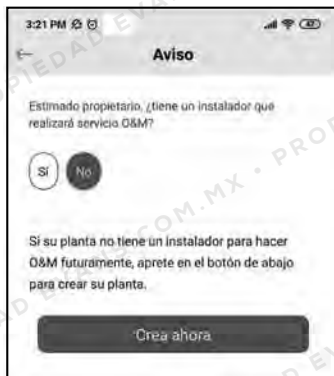 3:21 PM
47
Aviso
Estimado propietario, ¿tiene un instalador que
realizará servicio O&M?
Sí
No
Si su planta no tiene un instalador para hacer
O&M futuramente, aprete en el botón de abajo
para crear su planta.
Crea ahora